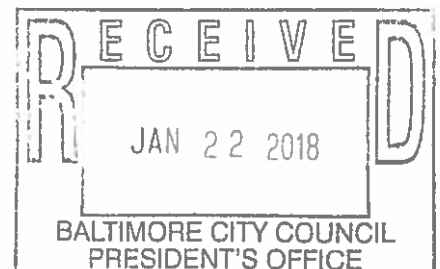 RECEIVED
JAN 22 2018
BALTIMORE CITY COUNCIL
PRESIDENT'S OFFICE